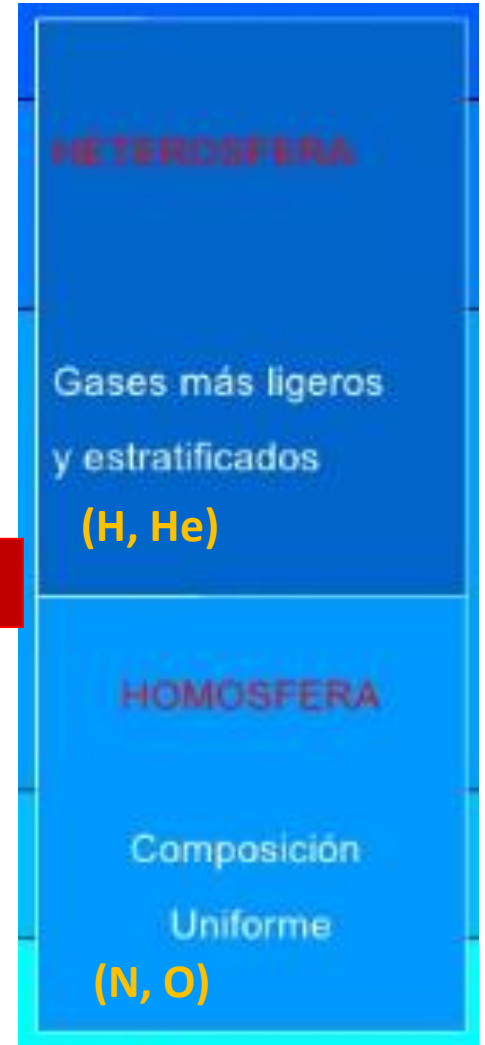 HETEROSFERA
Gases más ligeros
y estratificados
(H, He)
HOMOSFERA
Composición
Uniforme
(N, O)